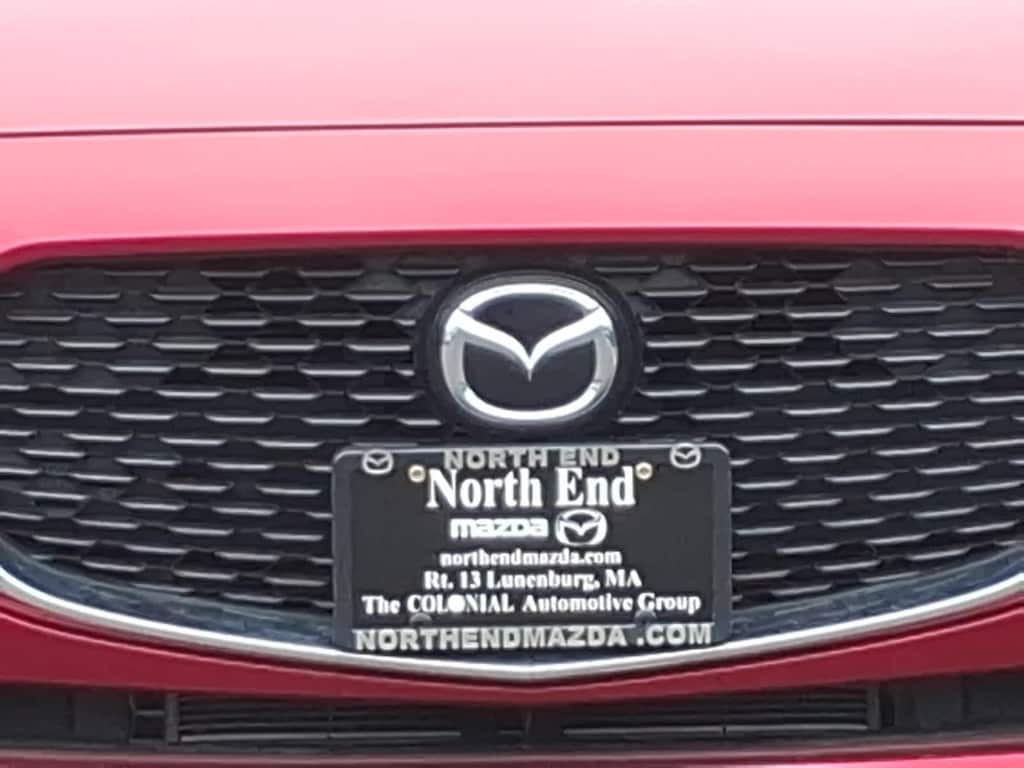 NORTH END
North End
mazda
northendmazda.com
Rt. 13 Lunenburg, MA
The COLONIAL Automotive Group
NORTHENDMAZDA.COM